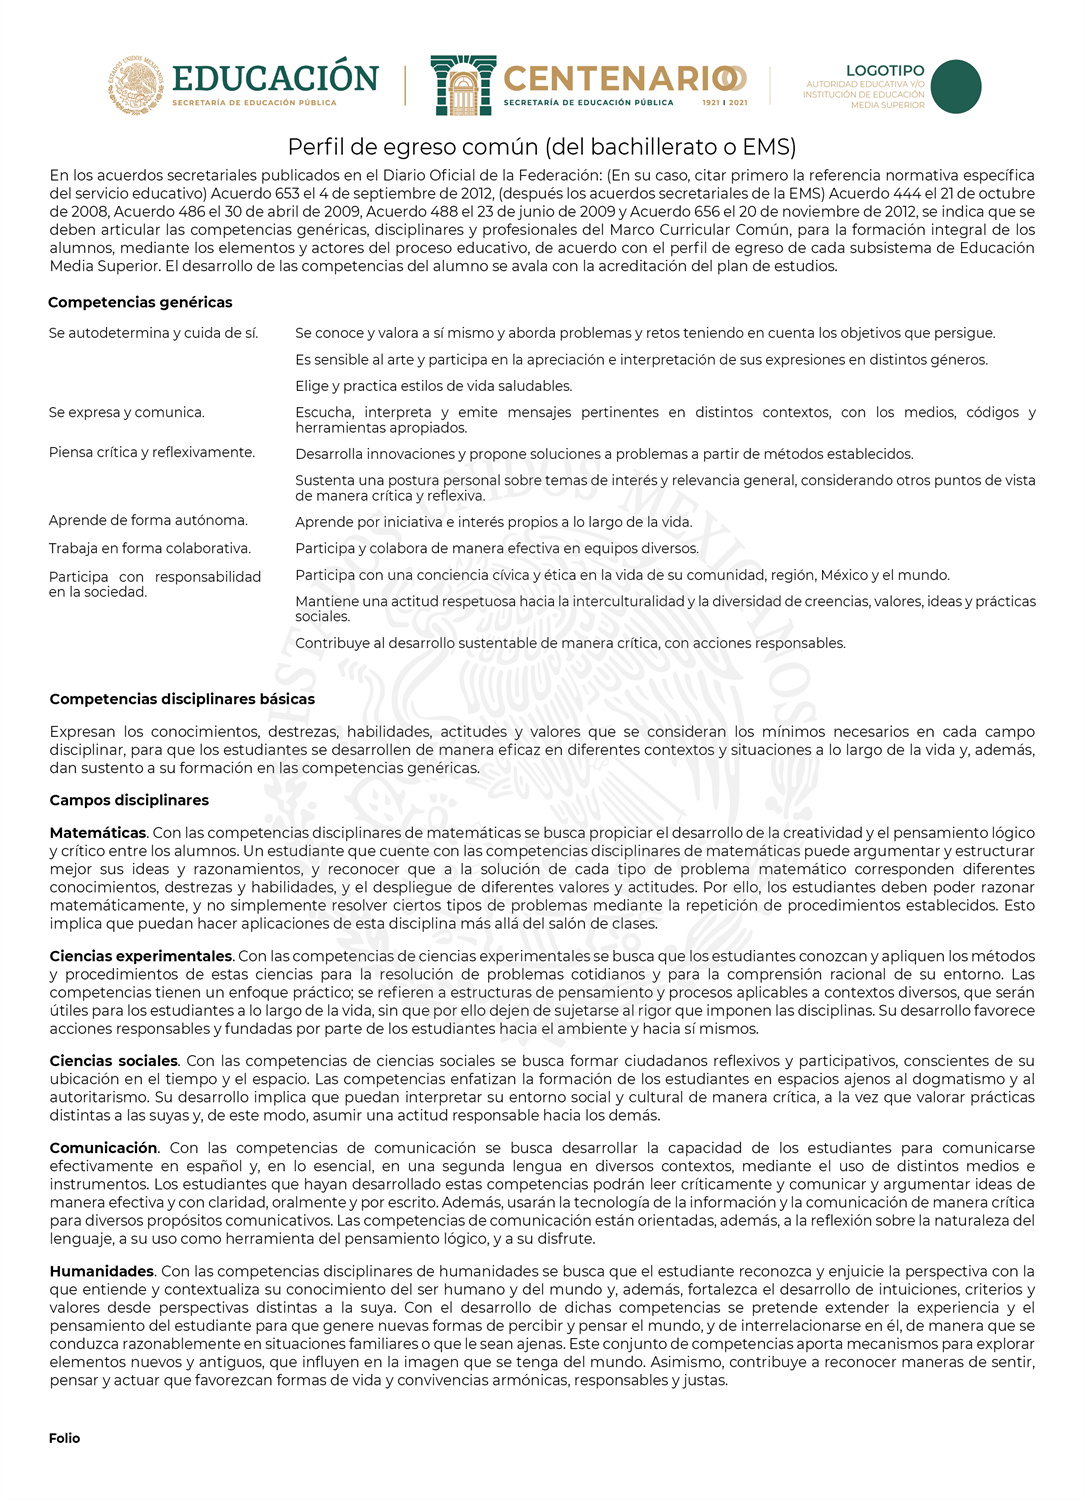 EDUCACIÓN
SECRETARÍA DE EDUCACIÓN PÚBLICA
CENTENARIO
SECRETARÍA DE EDUCACIÓN PÚBLICA 1921 | 2021
LOGOTIPO
AUTORIDAD EDUCATIVA Y/O
INSTITUCIÓN DE EDUCACIÓN
MEDIA SUPERIOR
ESTADOS UNIDOS MEXICANOS
Perfil de egreso común (del bachillerato o EMS)
En los acuerdos secretariales publicados en el Diario Oficial de la Federación: (En su caso, citar primero la referencia normativa específica
del servicio educativo) Acuerdo 653 el 4 de septiembre de 2012, (después los acuerdos secretariales de la EMS) Acuerdo 444 el 21 de octubre
de 2008, Acuerdo 486 el 30 de abril de 2009, Acuerdo 488 el 23 de junio de 2009 y Acuerdo 656 el 20 de noviembre de 2012, se indica que se
deben articular las competencias genéricas, disciplinares y profesionales del Marco Curricular Común, para la formación integral de los
alumnos, mediante los elementos y actores del proceso educativo, de acuerdo con el perfil de egreso de cada subsistema de Educación
Media Superior. El desarrollo de las competencias del alumno se avala con la acreditación del plan de estudios.
Competencias genéricas
Se autodetermina y cuida de sí.
Se conoce y valora a sí mismo y aborda problemas y retos teniendo en cuenta los objetivos que persigue.
Es sensible al arte y participa en la apreciación e interpretación de sus expresiones en distintos géneros.
Elige y practica estilos de vida saludables.
Se expresa y comunica.
Escucha, interpreta y emite mensajes pertinentes en distintos contextos, con los medios, códigos y
herramientas apropiados.
Piensa crítica y reflexivamente.
Desarrolla innovaciones y propone soluciones a problemas a partir de métodos establecidos.
Sustenta una postura personal sobre temas de interés y relevancia general, considerando otros puntos de vista
de manera crítica y reflexiva.
Aprende de forma autónoma.
Aprende por iniciativa e interés propios a lo largo de la vida.
Trabaja en forma colaborativa.
Participa y colabora de manera efectiva en equipos diversos.
Participa con responsabilidad
en la sociedad.
Participa con una conciencia cívica y ética en la vida de su comunidad, región, México y el mundo.
Mantiene una actitud respetuosa hacia la interculturalidad y la diversidad de creencias, valores, ideas y prácticas
sociales.
Contribuye al desarrollo sustentable de manera crítica, con acciones responsables.
ESTADOS UNIDOS MEXICANOS
Competencias disciplinares básicas
Expresan los conocimientos, destrezas, habilidades, actitudes y valores que se consideran los mínimos necesarios en cada campo
disciplinar, para que los estudiantes se desarrollen de manera eficaz en diferentes contextos y situaciones a lo largo de la vida y, además,
dan sustento a su formación en las competencias genéricas.
Campos disciplinares
Matemáticas. Con las competencias disciplinares de matemáticas se busca propiciar el desarrollo de la creatividad y el pensamiento lógico
y crítico entre los alumnos. Un estudiante que cuente con las competencias disciplinares de matemáticas puede argumentar y estructurar
mejor sus ideas y razonamientos, y reconocer que a la solución de cada tipo de problema matemático corresponden diferentes
conocimientos, destrezas y habilidades, y el despliegue de diferentes valores y actitudes. Por ello, los estudiantes deben poder razonar
matemáticamente, y no simplemente resolver ciertos tipos de problemas mediante la repetición de procedimientos establecidos. Esto
implica que puedan hacer aplicaciones de esta disciplina más allá del salón de clases.
Ciencias experimentales. Con las competencias de ciencias experimentales se busca que los estudiantes conozcan y apliquen los métodos
y procedimientos de estas ciencias para la resolución de problemas cotidianos y para la comprensión racional de su entorno. Las
competencias tienen un enfoque práctico; se refieren a estructuras de pensamiento y procesos aplicables a contextos diversos, que serán
útiles para los estudiantes a lo largo de la vida, sin que por ello dejen de sujetarse al rigor que imponen las disciplinas. Su desarrollo favorece
acciones responsables y fundadas por parte de los estudiantes hacia el ambiente y hacia sí mismos.
Ciencias sociales. Con las competencias de ciencias sociales se busca formar ciudadanos reflexivos y participativos, conscientes de su
ubicación en el tiempo y el espacio. Las competencias enfatizan la formación de los estudiantes en espacios ajenos al dogmatismo y al
autoritarismo. Su desarrollo implica que puedan interpretar su entorno social y cultural de manera crítica, a la vez que valorar prácticas
distintas a las suyas y, de este modo, asumir una actitud responsable hacia los demás.
Comunicación. Con las competencias de comunicación se busca desarrollar la capacidad de los estudiantes para comunicarse
efectivamente en español y, en lo esencial, en una segunda lengua en diversos contextos, mediante el uso de distintos medios e
instrumentos. Los estudiantes que hayan desarrollado estas competencias podrán leer críticamente y comunicar y argumentar ideas de
manera efectiva y con claridad, oralmente y por escrito. Además, usarán la tecnología de la información y la comunicación de manera crítica
para diversos propósitos comunicativos. Las competencias de comunicación están orientadas, además, a la reflexión sobre la naturaleza del
lenguaje, a su uso como herramienta del pensamiento lógico, y a su disfrute.
Humanidades. Con las competencias disciplinares de humanidades se busca que el estudiante reconozca y enjuicie la perspectiva con la
que entiende y contextualiza su conocimiento del ser humano y del mundo y, además, fortalezca el desarrollo de intuiciones, criterios y
valores desde perspectivas distintas a la suya. Con el desarrollo de dichas competencias se pretende extender la experiencia y el
pensamiento del estudiante para que genere nuevas formas de percibir y pensar el mundo, y de interrelacionarse en él, de manera que se
conduzca razonablemente en situaciones familiares o que le sean ajenas. Este conjunto de competencias aporta mecanismos para explorar
elementos nuevos y antiguos, que influyen en la imagen que se tenga del mundo. Asimismo, contribuye a reconocer maneras de sentir,
pensar y actuar que favorezcan formas de vida y convivencias armónicas, responsables y justas.
Folio